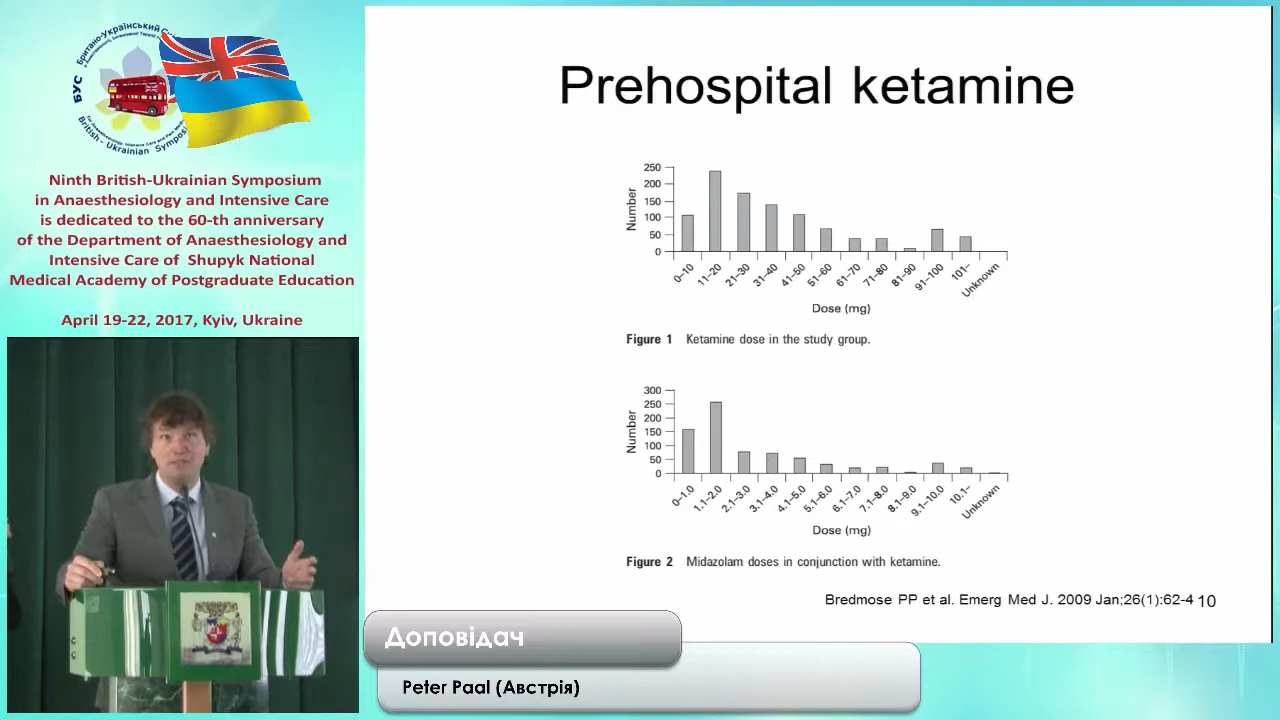 Британо-Український
БУС
British - Ukrainian Symposi
Ninth British-Ukrainian Symposium
in Anaesthesiology and Intensive Care
is dedicated to the 60-th anniversary
of the Department of Anaesthesiology and
Intensive Care of Shupyk National
Medical Academy of Postgraduate Education
April 19-22, 2017, Kyiv, Ukraine
Prehospital ketamine
Number
250
200
150
100
50
0
0–10
11–20
21–30
31–40
41–50
51–60
61–70
71–80
81–90
91–100
101–
Unknown
Dose (mg)
Figure 1 Ketamine dose in the study group.
Number
300
250
200
150
100
50
0
0–1.0
1.1–2.0
2.1–3.0
3.1–4.0
4.1–5.0
5.1–6.0
6.1–7.0
7.1–8.0
8.1–9.0
9.1–10.0
10.1–
Unknown
Dose (mg)
Figure 2 Midazolam doses in conjunction with ketamine.
Bredmose PP et al. Emerg Med J. 2009 Jan;26(1):62-4
10
Доповідач
Peter Paal (Австрія)